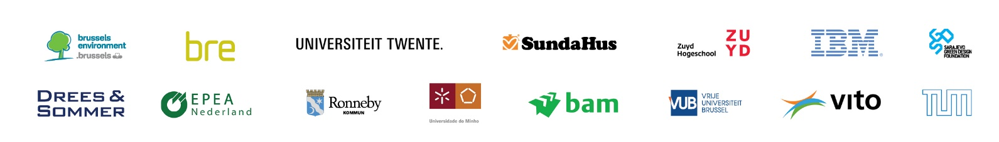 brussels
environment
.brussels
bre
UNIVERSITEIT TWENTE.
SundaHus
Zuyd
Hogeschool
ZU
YD
IBM®
SARAJEVO
GREEN DESIGN
FOUNDATION
DREES &
SOMMER
EPEA
Nederland
Ronneby
KOMMUN
Universidade do Minho
bam
VUB
VRIJE
UNIVERSITEIT
BRUSSEL
vito
TUM